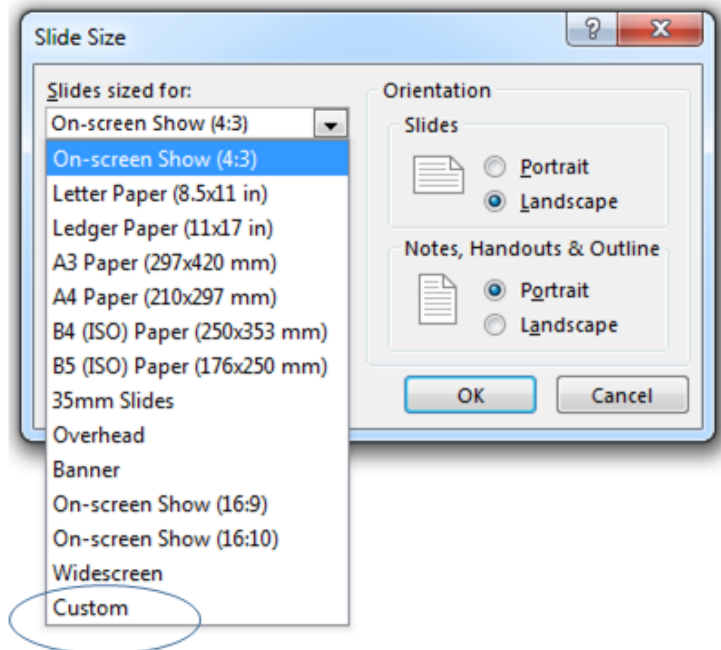 Slide Size
Slides sized for:
On-screen Show (4:3)
On-screen Show (4:3)
Letter Paper (8.5x11 in)
Ledger Paper (11x17 in)
A3 Paper (297x420 mm)
A4 Paper (210x297 mm)
B4 (ISO) Paper (250x353 mm)
B5 (ISO) Paper (176x250 mm)
35mm Slides
Overhead
Banner
On-screen Show (16:9)
On-screen Show (16:10)
Widescreen
Custom
Orientation
Slides
Portrait
Landscape
Notes, Handouts & Outline
Portrait
Landscape
OK
Cancel